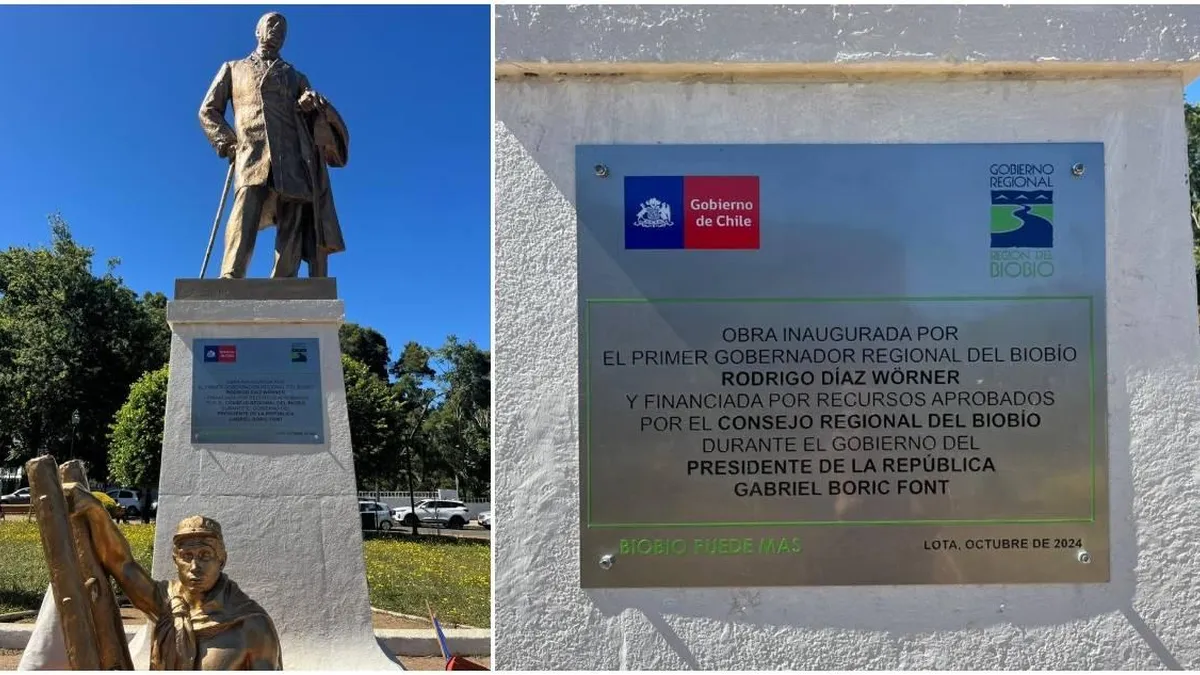 Gobierno
de Chile
GOBIERNO
REGIONAL
REGIÓN DEL
BIOBÍO
OBRA INAUGURADA POR
EL PRIMER GOBERNADOR REGIONAL DEL BIOBÍO
RODRIGO DÍAZ WÖRNER
Y FINANCIADA POR RECURSOS APROBADOS
POR EL CONSEJO REGIONAL DEL BIOBÍO
DURANTE EL GOBIERNO DEL
PRESIDENTE DE LA REPÚBLICA
GABRIEL BORIC FONT
BIOBÍO PUEDE MÁS
LOTA, OCTUBRE DE 2024